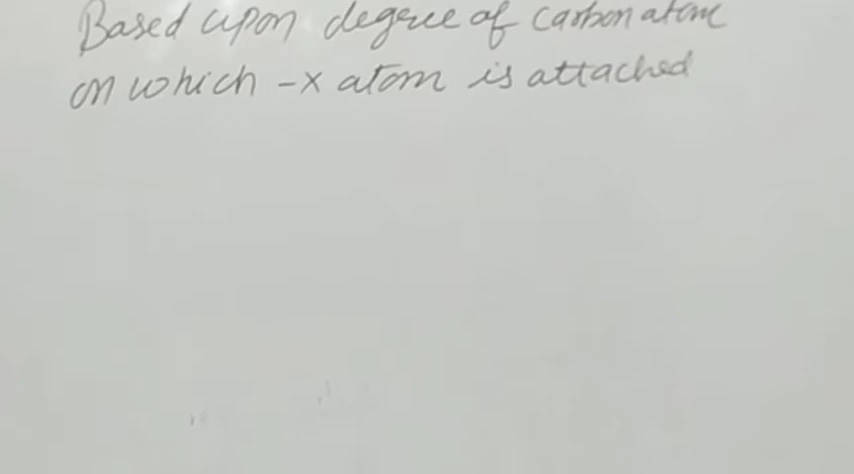 Based upon degree of carbon atom
on which -x atom is attached